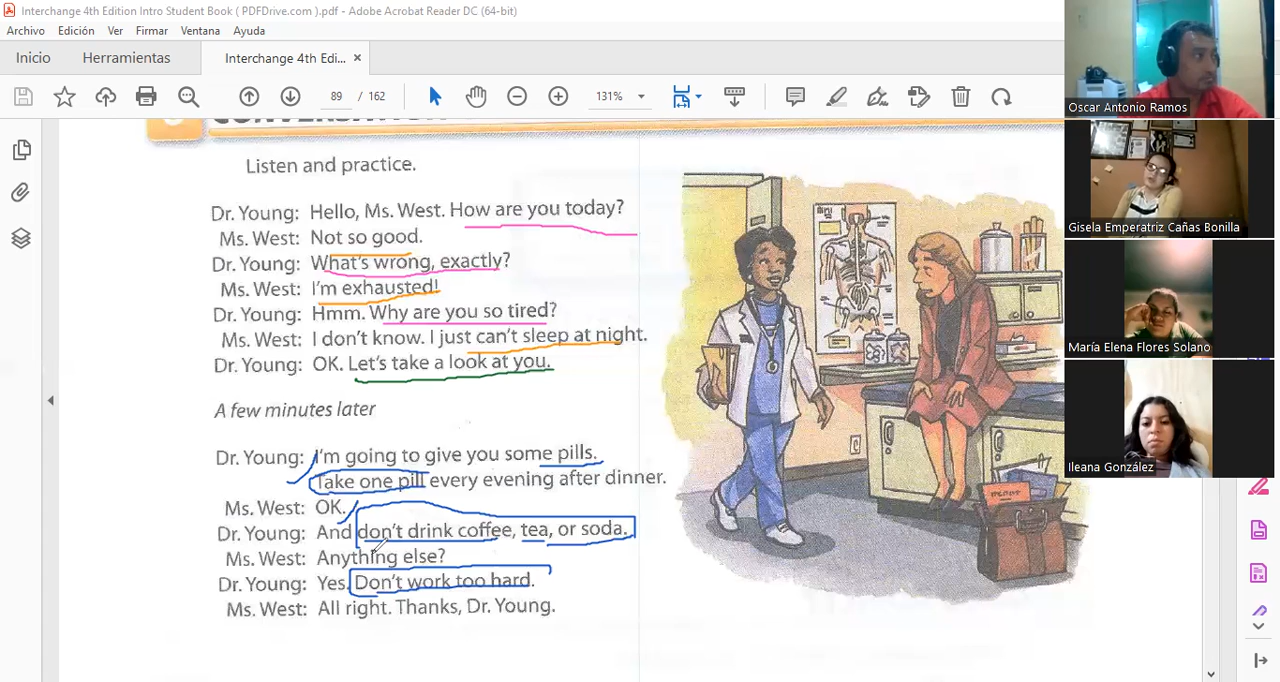 Interchange 4th Edition Intro Student Book ( PDFDrive.com ).pdf - Adobe Acrobat Reader DC (64-bit)
Archivo Edición Ver Firmar Ventana Ayuda
Inicio Herramientas Interchange 4th Edi... ×
89 / 162 131%
CONVERSATION
Listen and practice.
Dr. Young: Hello, Ms. West. How are you today?
Ms. West: Not so good.
Dr. Young: What's wrong, exactly?
Ms. West: I'm exhausted!
Dr. Young: Hmm. Why are you so tired?
Ms. West: I don't know. I just can't sleep at night.
Dr. Young: OK. Let's take a look at you.
A few minutes later
Dr. Young: I'm going to give you some pills.
Take one pill every evening after dinner.
Ms. West: OK.
Dr. Young: And don't drink coffee, tea, or soda.
Ms. West: Anything else?
Dr. Young: Yes. Don't work too hard.
Ms. West: All right. Thanks, Dr. Young.
Oscar Antonio Ramos
Gisela Emperatriz Cañas Bonilla
María Elena Flores Solano
Ileana González